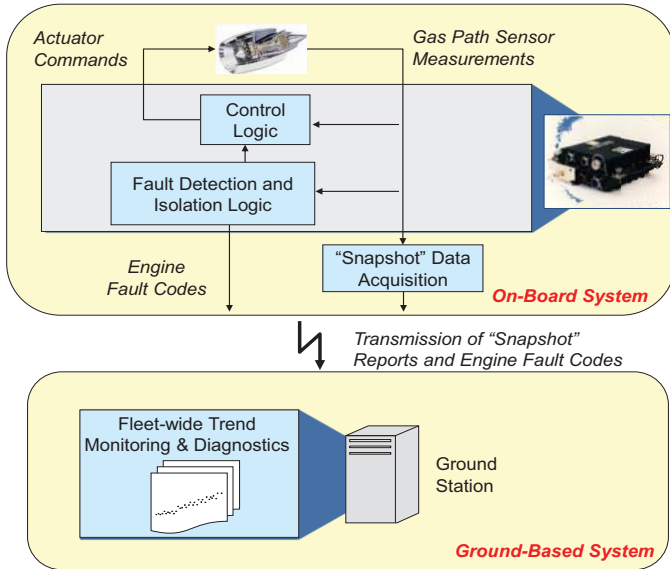 Actuator
Commands
Gas Path Sensor
Measurements
Control
Logic
Fault Detection and
Isolation Logic
Engine
Fault Codes
“Snapshot” Data
Acquisition
On-Board System
Transmission of “Snapshot”
Reports and Engine Fault Codes
Fleet-wide Trend
Monitoring & Diagnostics
Ground
Station
Ground-Based System